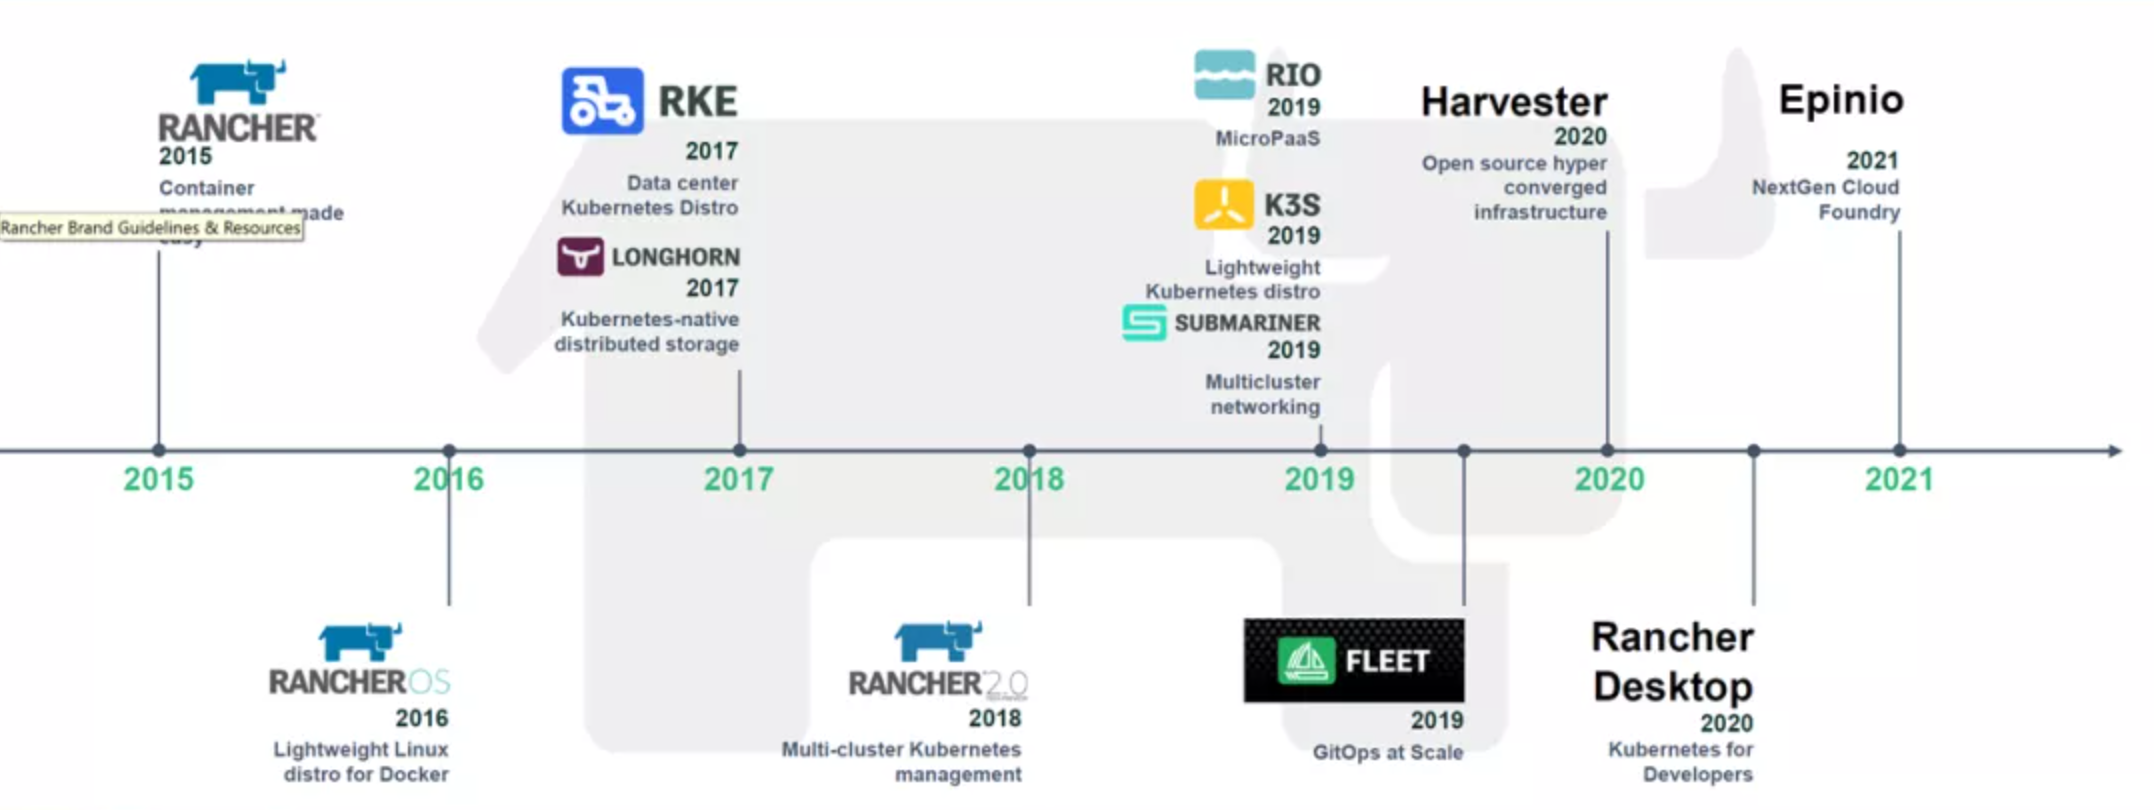 RANCHER
2015
Container
made
Rancher Brand Guidelines & Resources
RKE
2017
Data center
Kubernetes Distro
LONGHORN
2017
Kubernetes-native
distributed storage
RIO
2019
MicroPaaS
K3S
2019
Lightweight
Kubernetes distro
SUBMARINER
2019
Multicluster
networking
Harvester
2020
Open source hyper
converged
infrastructure
Epinio
2021
NextGen Cloud
Foundry
2015
2016
2017
2018
2019
2020
2021
RANCHEROS
2016
Lightweight Linux
distro for Docker
RANCHER 2.0
2018
Multi-cluster Kubernetes
management
FLEET
2019
GitOps at Scale
Rancher
Desktop
2020
Kubernetes for
Developers